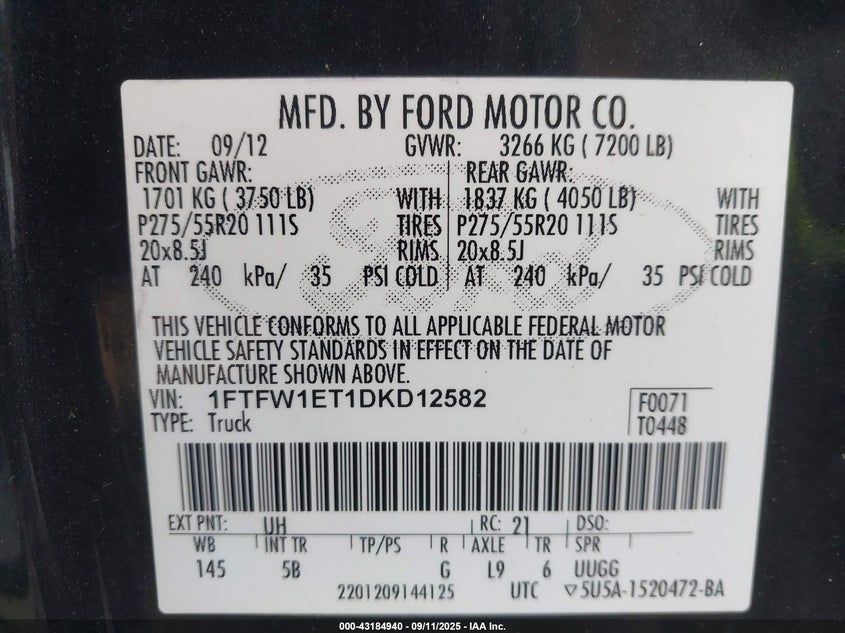 MFD. BY FORD MOTOR CO.
DATE: 09/12 GVWR: 3266 KG ( 7200 LB)
FRONT GAWR: REAR GAWR:
1701 KG ( 3750 LB) WITH 1837 KG ( 4050 LB) WITH
P275/55R20 111S TIRES P275/55R20 111S TIRES
20x8.5J RIMS 20x8.5J RIMS
AT 240 kPa/ 35 PSI COLD AT 240 kPa/ 35 PSI COLD
Ford
THIS VEHICLE CONFORMS TO ALL APPLICABLE FEDERAL MOTOR
VEHICLE SAFETY STANDARDS IN EFFECT ON THE DATE OF
MANUFACTURE SHOWN ABOVE.
VIN: 1FTFW1ET1DKD12582 F0071
TYPE: Truck T0448
EXT PNT: UH RC: 21 DSO:
WB INT TR TP/PS R AXLE TR SPR
145 5B G L9 6 UUGG
2201209144125 UTC ▽5U5A-1520472-BA
000-43184940 - 09/11/2025 - IAA Inc.